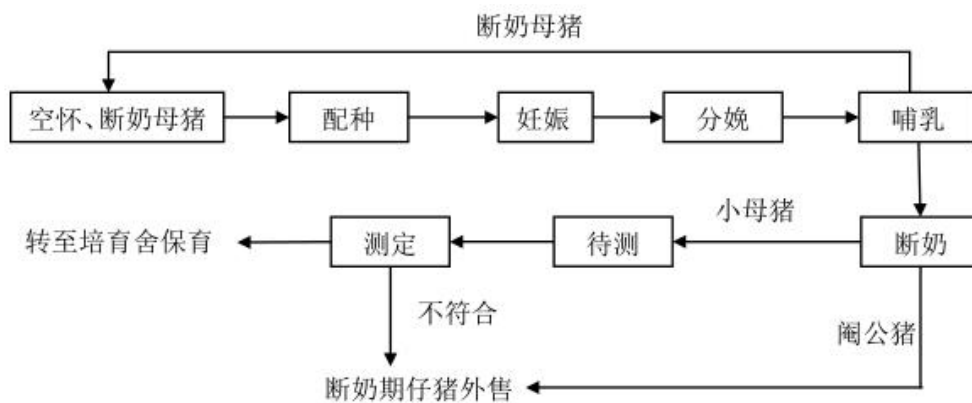 断奶母猪
空怀、断奶母猪
配种
妊娠
分娩
哺乳
小母猪
转至培育舍保育
测定
待测
断奶
不符合
阉公猪
断奶期仔猪外售